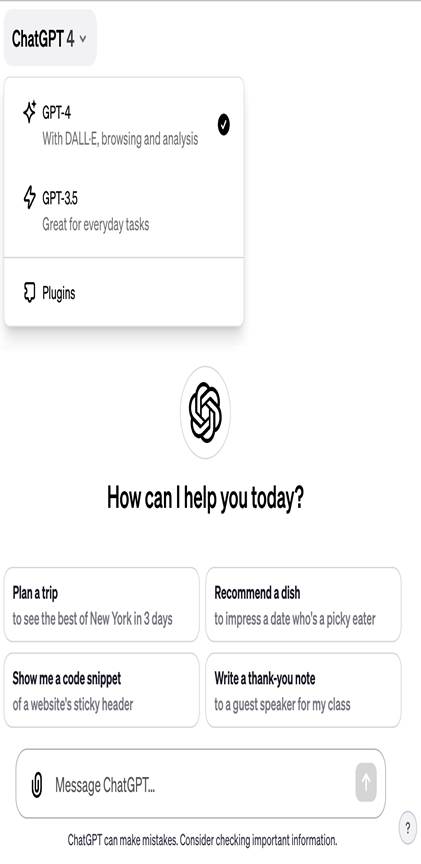 ChatGPT 4
GPT-4
With DALL·E, browsing and analysis
GPT-3.5
Great for everyday tasks
Plugins
How can I help you today?
Plan a trip
to see the best of New York in 3 days
Recommend a dish
to impress a date who's a picky eater
Show me a code snippet
of a website's sticky header
Write a thank-you note
to a guest speaker for my class
Message ChatGPT...
ChatGPT can make mistakes. Consider checking important information.
?